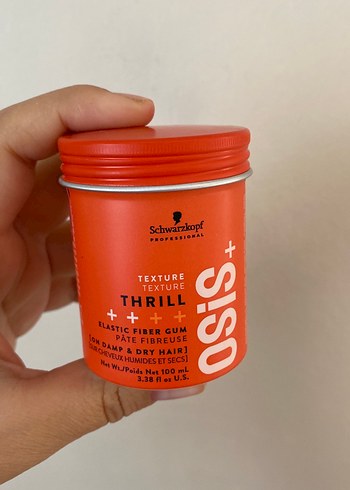 Schwarzkopf
PROFESSIONAL
TEXTURE
TEXTURE
THRILL
++++
ELASTIC FIBER GUM
PÂTE FIBREUSE
[ON DAMP & DRY HAIR]
[SUR CHEVEUX HUMIDES ET SECS]
Net Wt./Poids Net 100 mL
3.38 fl oz U.S.
OSiS+